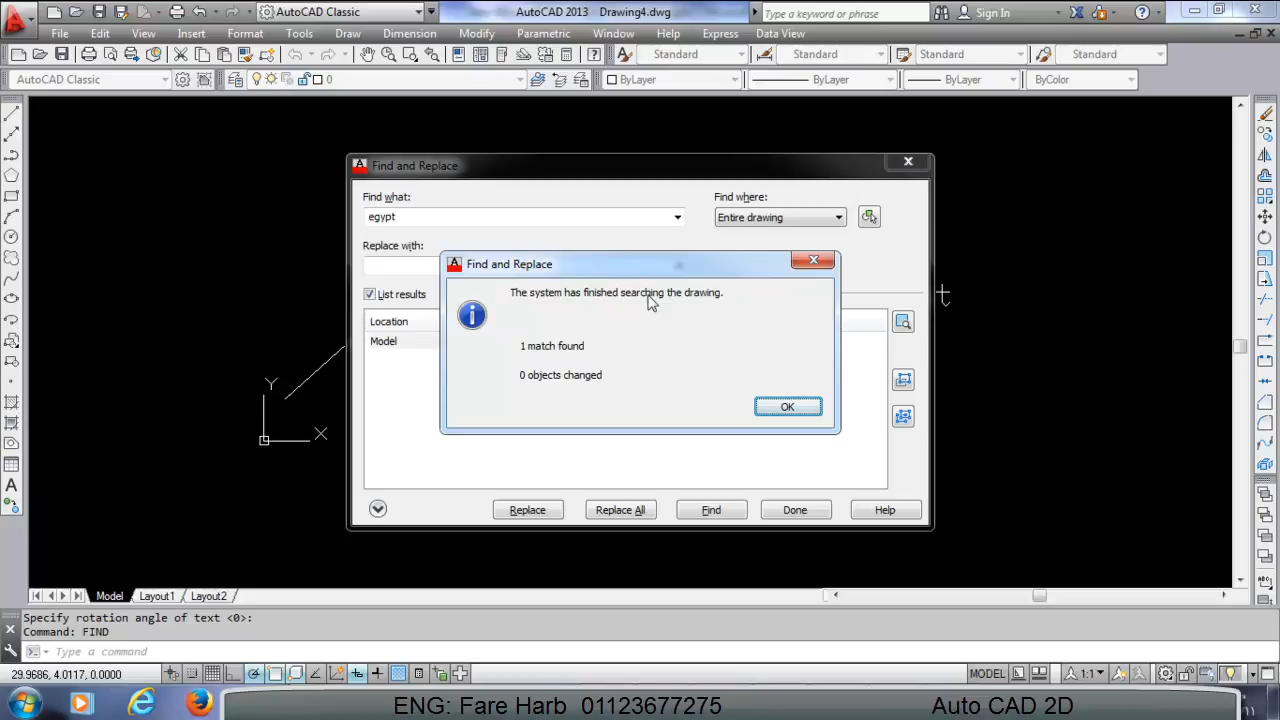 AutoCAD Classic
AutoCAD 2013 Drawing4.dwg
Type a keyword or phrase
Sign In
File Edit View Insert Format Tools Draw Dimension Modify Parametric Window Help Express Data View
Standard Standard Standard Standard
AutoCAD Classic 0 ByLayer ByLayer ByLayer ByColor
Find and Replace
Find what:
Find where:
egypt
Entire drawing
Replace with:
Find and Replace
List results
The system has finished searching the drawing.
Location
Model
1 match found
0 objects changed
OK
Y
X
Replace Replace All Find Done Help
Model Layout1 Layout2
Specify rotation angle of text <0>:
Command: FIND
Type a command
29.9686, 4.0117, 0.0000
MODEL
1:1
ENG: Fare Harb 01123677275 Auto CAD 2D